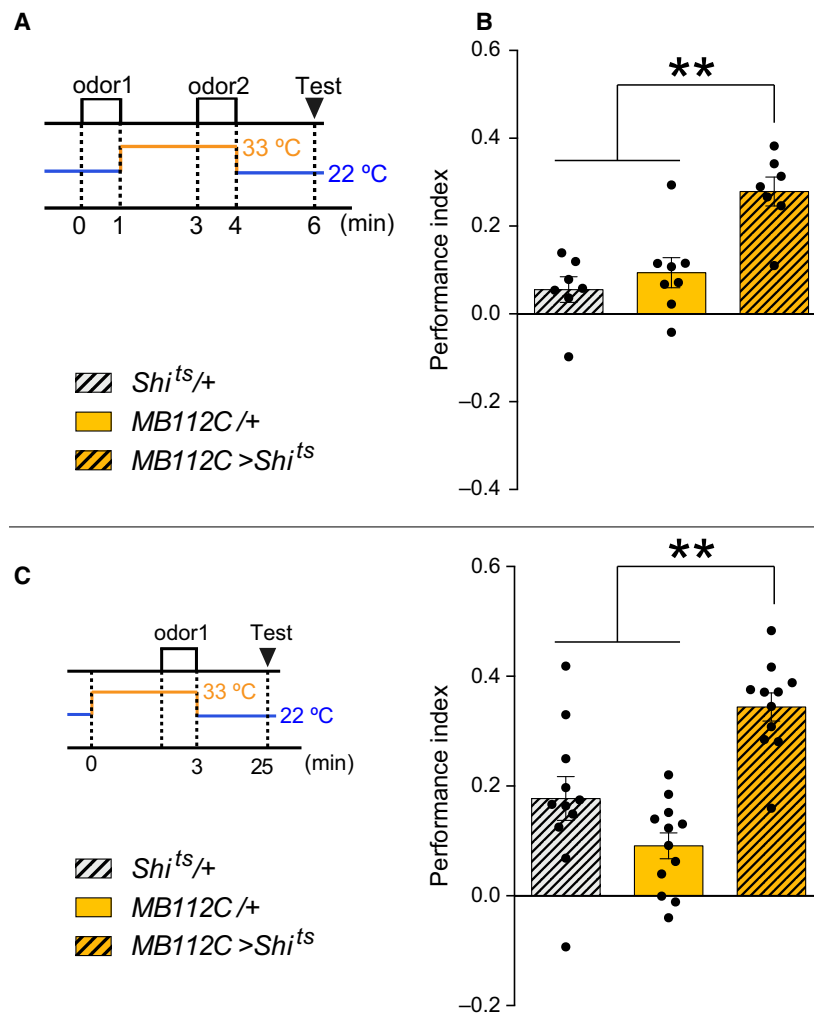 A
odor1 odor2 Test
33 ºC
22 ºC
0 1 3 4 6 (min)
Shi^ts/+
MB112C/+
MB112C>Shi^ts
B
Performance index
0.6
0.4
0.2
0.0
–0.2
–0.4
**
C
odor1 Test
33 ºC
22 ºC
0 3 25 (min)
Shi^ts/+
MB112C/+
MB112C>Shi^ts
Performance index
0.6
0.4
0.2
0.0
–0.2
**